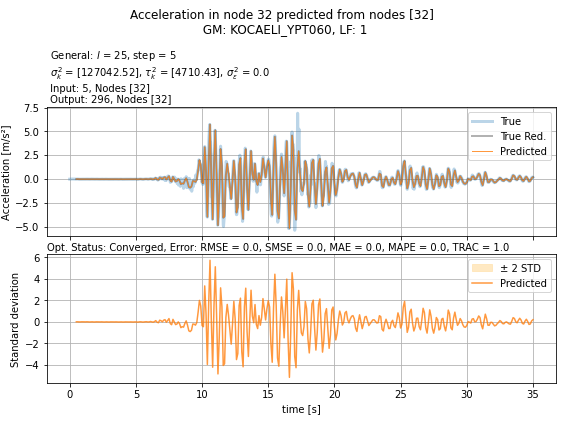 Acceleration in node 32 predicted from nodes [32]
GM: KOCAELI_YPT060, LF: 1
General: l = 25, step = 5
σ²ₖ = [127042.52], τ²ₖ = [4710.43], σ²ₑ = 0.0
Input: 5, Nodes [32]
Output: 296, Nodes [32]
7.5
5.0
2.5
0.0
−2.5
−5.0
Acceleration [m/s²]
True
True Red.
Predicted
Opt. Status: Converged, Error: RMSE = 0.0, SMSE = 0.0, MAE = 0.0, MAPE = 0.0, TRAC = 1.0
6
4
2
0
−2
−4
Standard deviation
± 2 STD
Predicted
0 5 10 15 20 25 30 35
time [s]